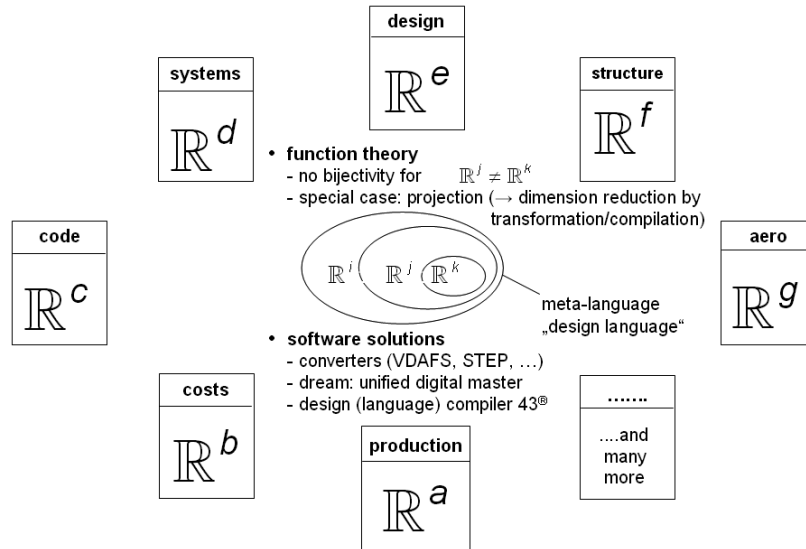 design
ℝ^e
systems
ℝ^d
structure
ℝ^f
• function theory
- no bijectivity for ℝ^j ≠ ℝ^k
- special case: projection (→ dimension reduction by
transformation/compilation)
code
ℝ^c
ℝ^i ℝ^j ℝ^k
aero
ℝ^g
meta-language
„design language“
• software solutions
- converters (VDAFS, STEP, …)
- dream: unified digital master
- design (language) compiler 43®
costs
ℝ^b
production
ℝ^a
.......
....and
many
more